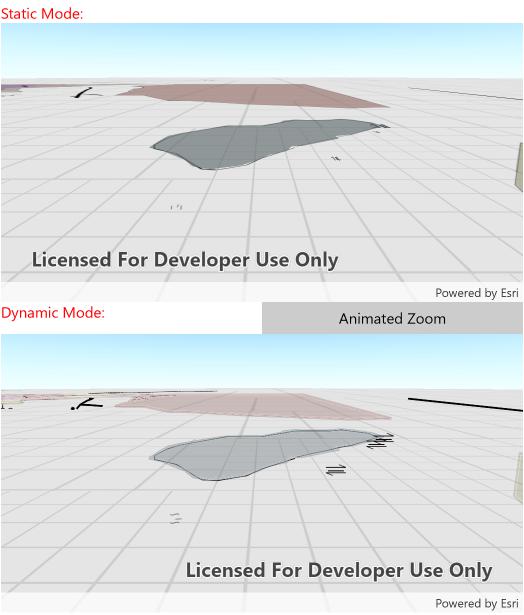 Static Mode:
Licensed For Developer Use Only
Powered by Esri
Dynamic Mode:
Animated Zoom
Licensed For Developer Use Only
Powered by Esri